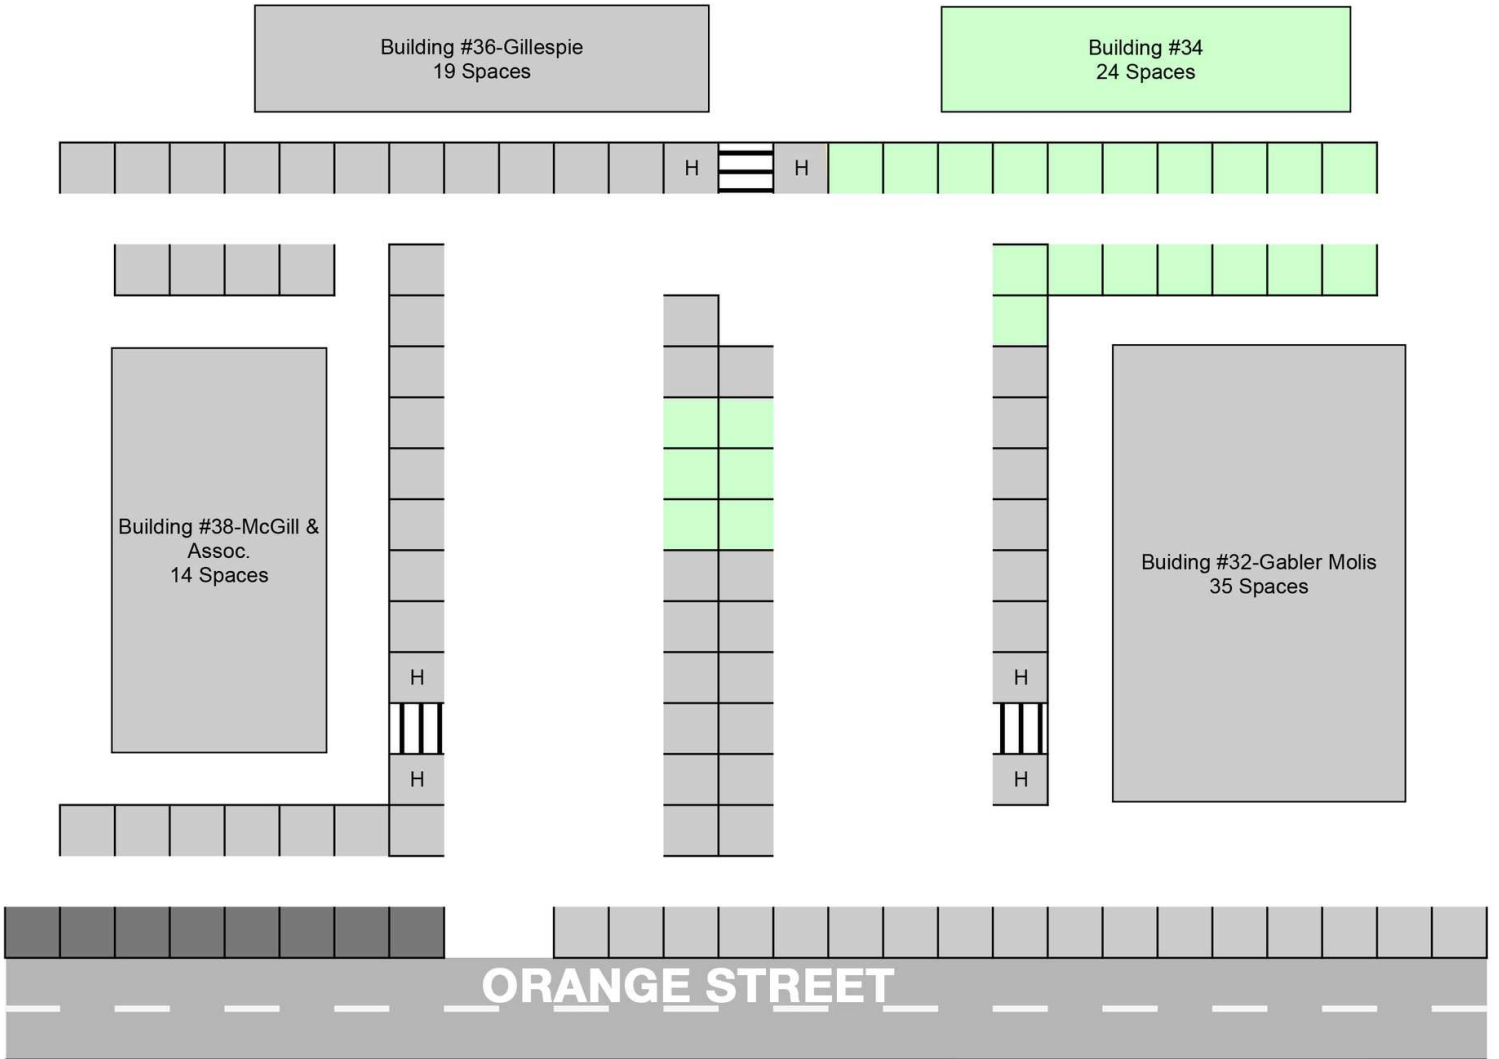 Building #36-Gillespie
19 Spaces
Building #34
24 Spaces
H
H
Building #38-McGill &
Assoc.
14 Spaces
Buiding #32-Gabler Molis
35 Spaces
H
H
H
H
ORANGE STREET